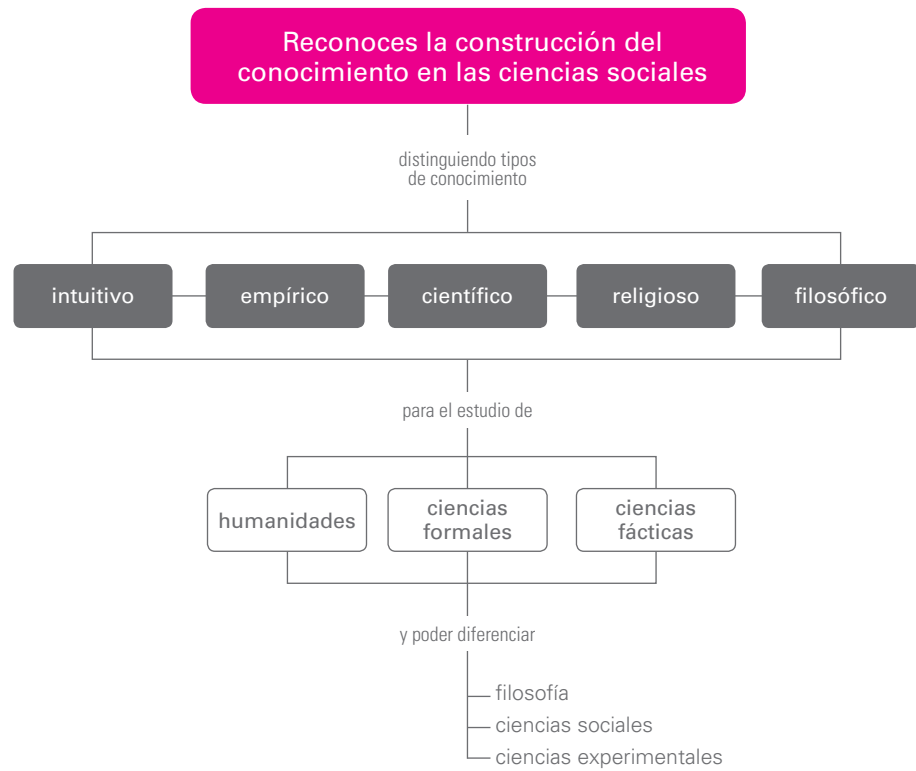 Reconoces la construcción del
conocimiento en las ciencias sociales
distinguiendo tipos
de conocimiento
intuitivo
empírico
científico
religioso
filosófico
para el estudio de
humanidades
ciencias
formales
ciencias
fácticas
y poder diferenciar
filosofía
ciencias sociales
ciencias experimentales